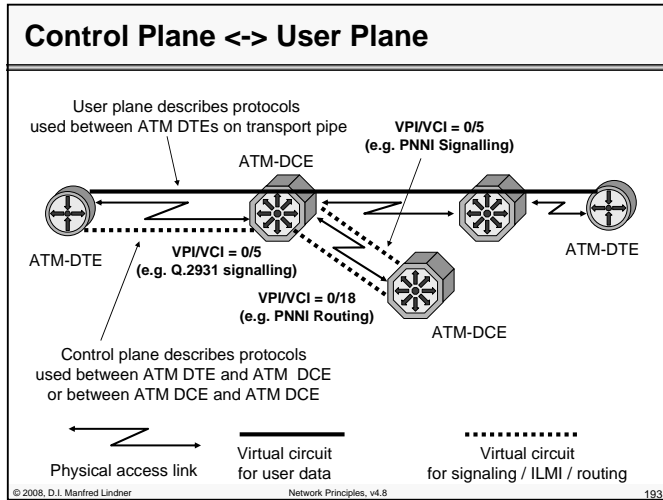 Control Plane <-> User Plane
User plane describes protocols
used between ATM DTEs on transport pipe
VPI/VCI = 0/5
(e.g. PNNI Signalling)
ATM-DCE
ATM-DTE
VPI/VCI = 0/5
(e.g. Q.2931 signalling)
ATM-DTE
VPI/VCI = 0/18
(e.g. PNNI Routing)
ATM-DCE
Control plane describes protocols
used between ATM DTE and ATM DCE
or between ATM DCE and ATM DCE
Physical access link
Virtual circuit
for user data
Virtual circuit
for signaling / ILMI / routing
© 2008, D.I. Manfred Lindner
Network Principles, v4.8
193